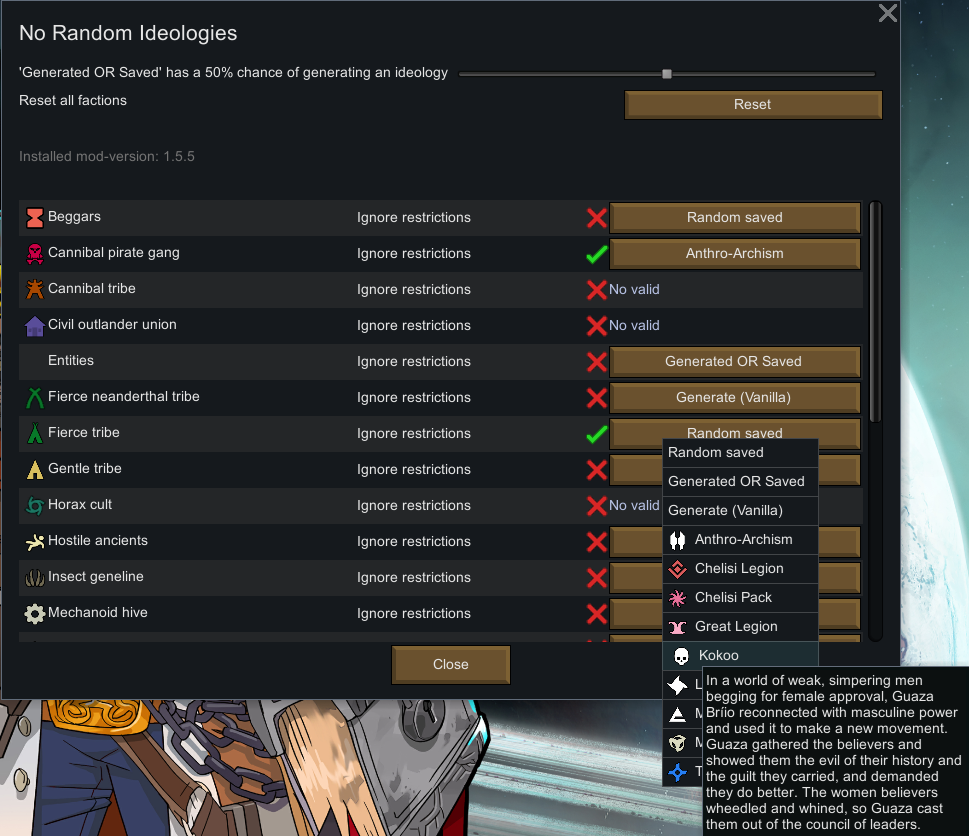 No Random Ideologies
'Generated OR Saved' has a 50% chance of generating an ideology
Reset all factions
Reset
Installed mod-version: 1.5.5
Beggars Ignore restrictions Random saved
Cannibal pirate gang Ignore restrictions Anthro-Archism
Cannibal tribe Ignore restrictions No valid
Civil outlander union Ignore restrictions No valid
Entities Ignore restrictions Generated OR Saved
Fierce neanderthal tribe Ignore restrictions Generate (Vanilla)
Fierce tribe Ignore restrictions Random saved
Gentle tribe Ignore restrictions
Horax cult Ignore restrictions No valid
Hostile ancients Ignore restrictions
Insect geneline Ignore restrictions
Mechanoid hive Ignore restrictions
Close
Random saved
Generated OR Saved
Generate (Vanilla)
Anthro-Archism
Chelisi Legion
Chelisi Pack
Great Legion
Kokoo
In a world of weak, simpering men
begging for female approval, Guaza
Bríio reconnected with masculine power
and used it to make a new movement.
Guaza gathered the believers and
showed them the evil of their history and
the guilt they carried, and demanded
they do better. The women believers
wheedled and whined, so Guaza cast
them out of the council of leaders.